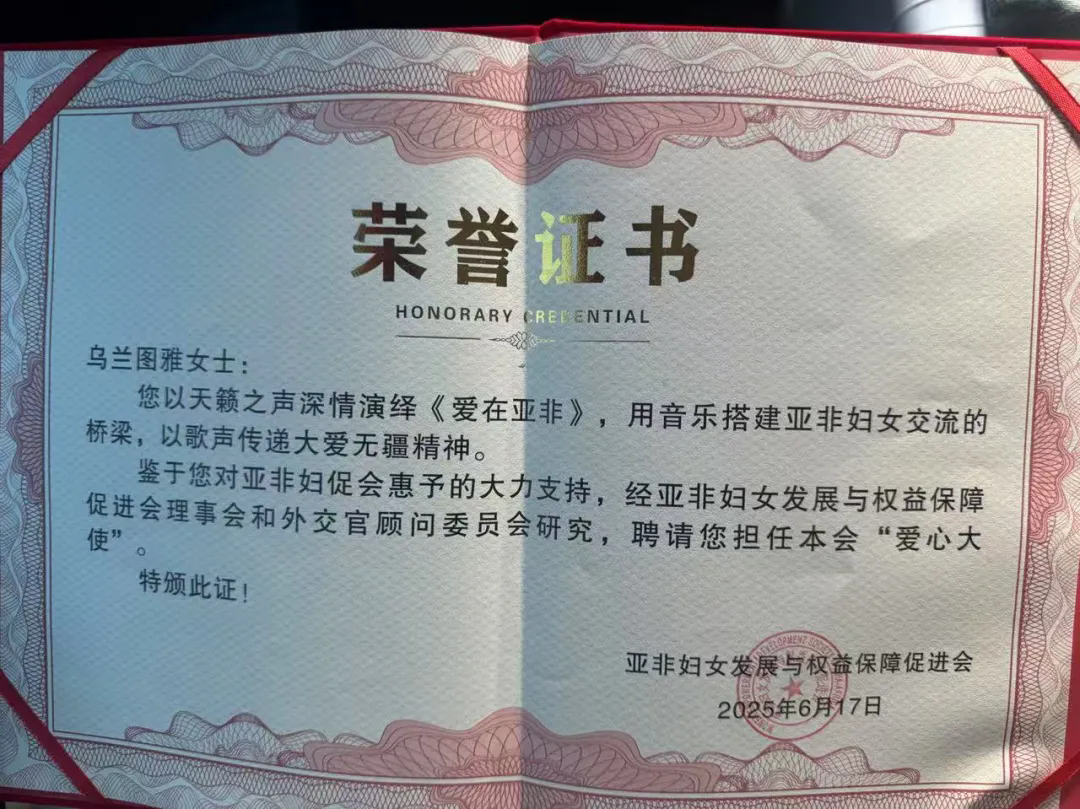 荣誉证书
HONORARY CREDENTIAL
乌兰图雅女士：
您以天籁之声深情演绎《爱在亚非》，用音乐搭建亚非妇女交流的
桥梁，以歌声传递大爱无疆精神。
鉴于您对亚非妇促会惠予的大力支持，经亚非妇女发展与权益保障
促进会理事会和外交官顾问委员会研究，聘请您担任本会“爱心大
使”。
特颁此证！
亚非妇女发展与权益保障促进会
2025年6月17日